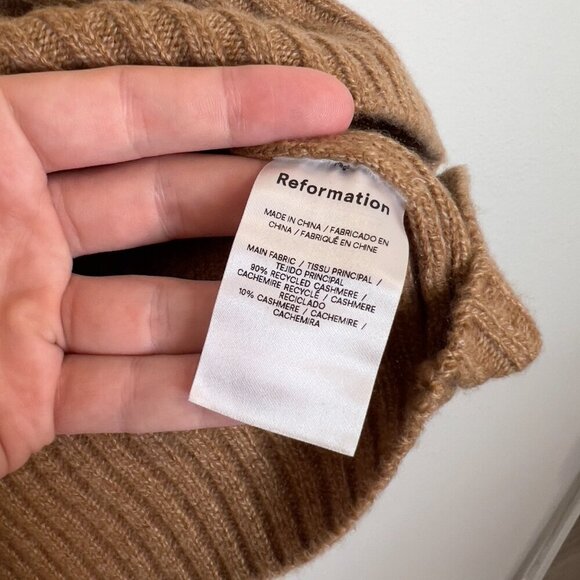 Reformation
MADE IN CHINA / FABRICADO EN
CHINA / FABRIQUÉ EN CHINE
MAIN FABRIC / TISSU PRINCIPAL /
TEJIDO PRINCIPAL
90% RECYCLED CASHMERE /
CACHEMIRE RECYCLÉ / CASHMERE
RECICLADO
10% CASHMERE / CACHEMIRE /
CACHEMIRA